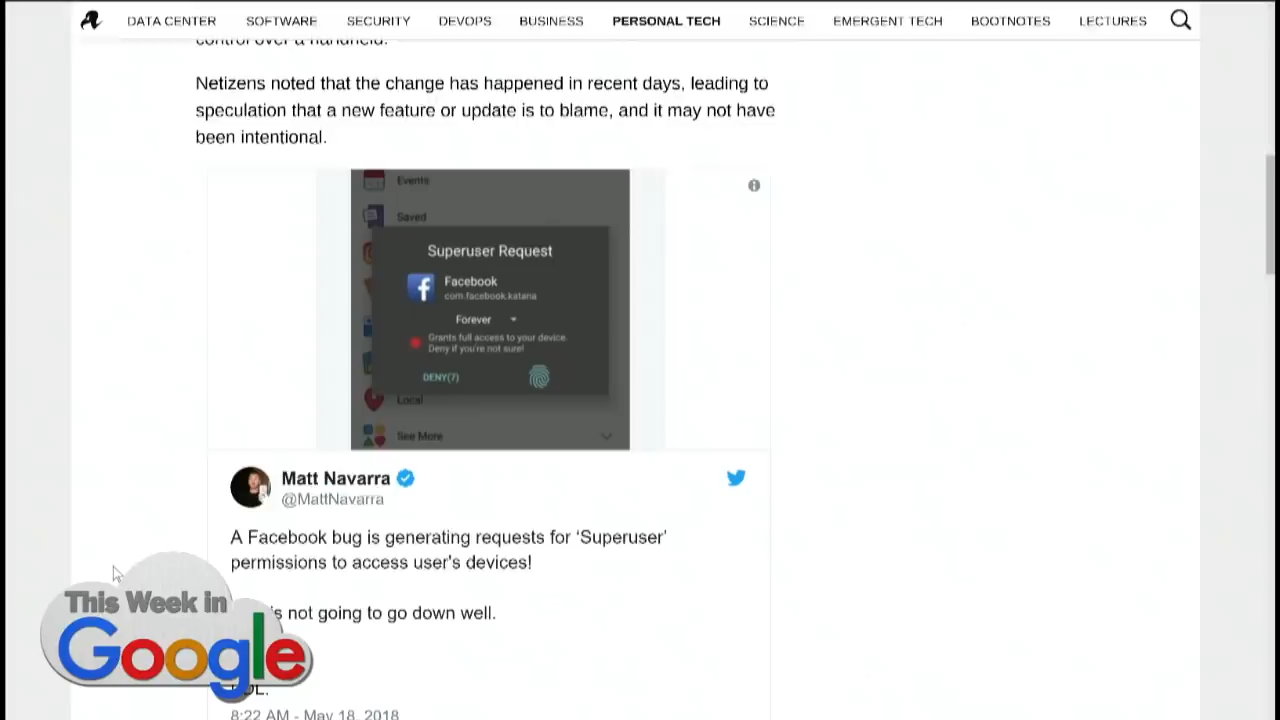 DATA CENTER SOFTWARE SECURITY DEVOPS BUSINESS PERSONAL TECH SCIENCE EMERGENT TECH BOOTNOTES LECTURES
control over a handheld.
Netizens noted that the change has happened in recent days, leading to
speculation that a new feature or update is to blame, and it may not have
been intentional.
Events
Saved
Superuser Request
Facebook
com.facebook.katana
Forever
Grants full access to your device.
Deny if you're not sure!
DENY(7)
Local
See More
Matt Navarra
@MattNavarra
A Facebook bug is generating requests for ‘Superuser’
permissions to access user's devices!
is not going to go down well.
This Week in
Google
8:22 AM - May 18, 2018